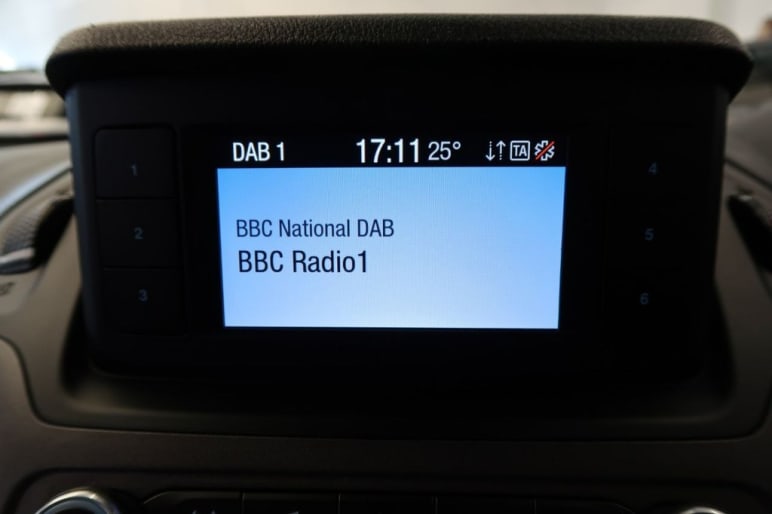 DAB 1 17:11 25° TA
BBC National DAB
BBC Radio1
1
2
3
4
5
6